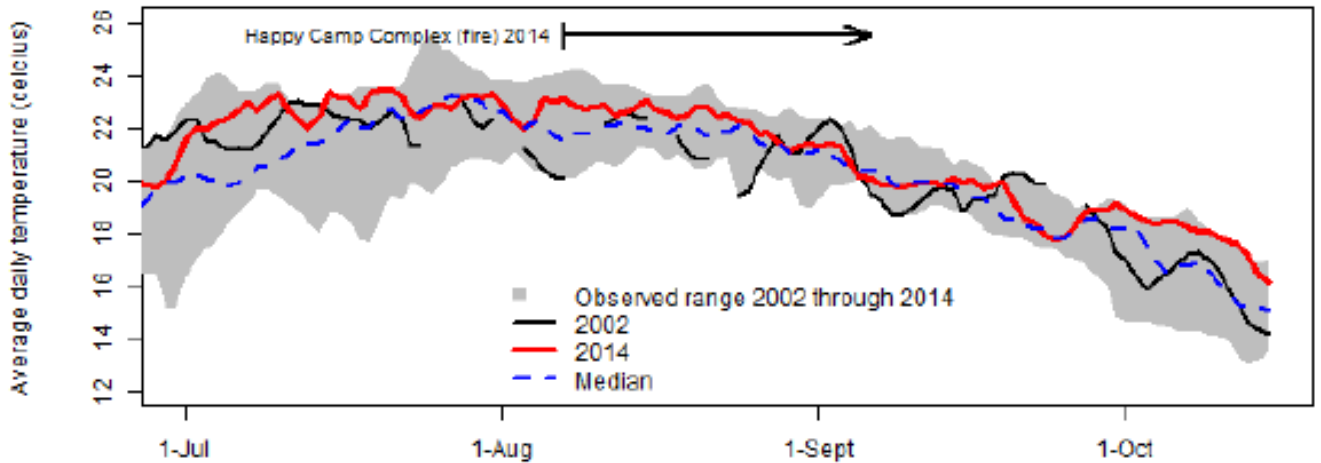 Average daily temperature (celcius)
26
24
22
20
18
16
14
12
Happy Camp Complex (fire) 2014
Observed range 2002 through 2014
2002
2014
Median
1-Jul
1-Aug
1-Sept
1-Oct